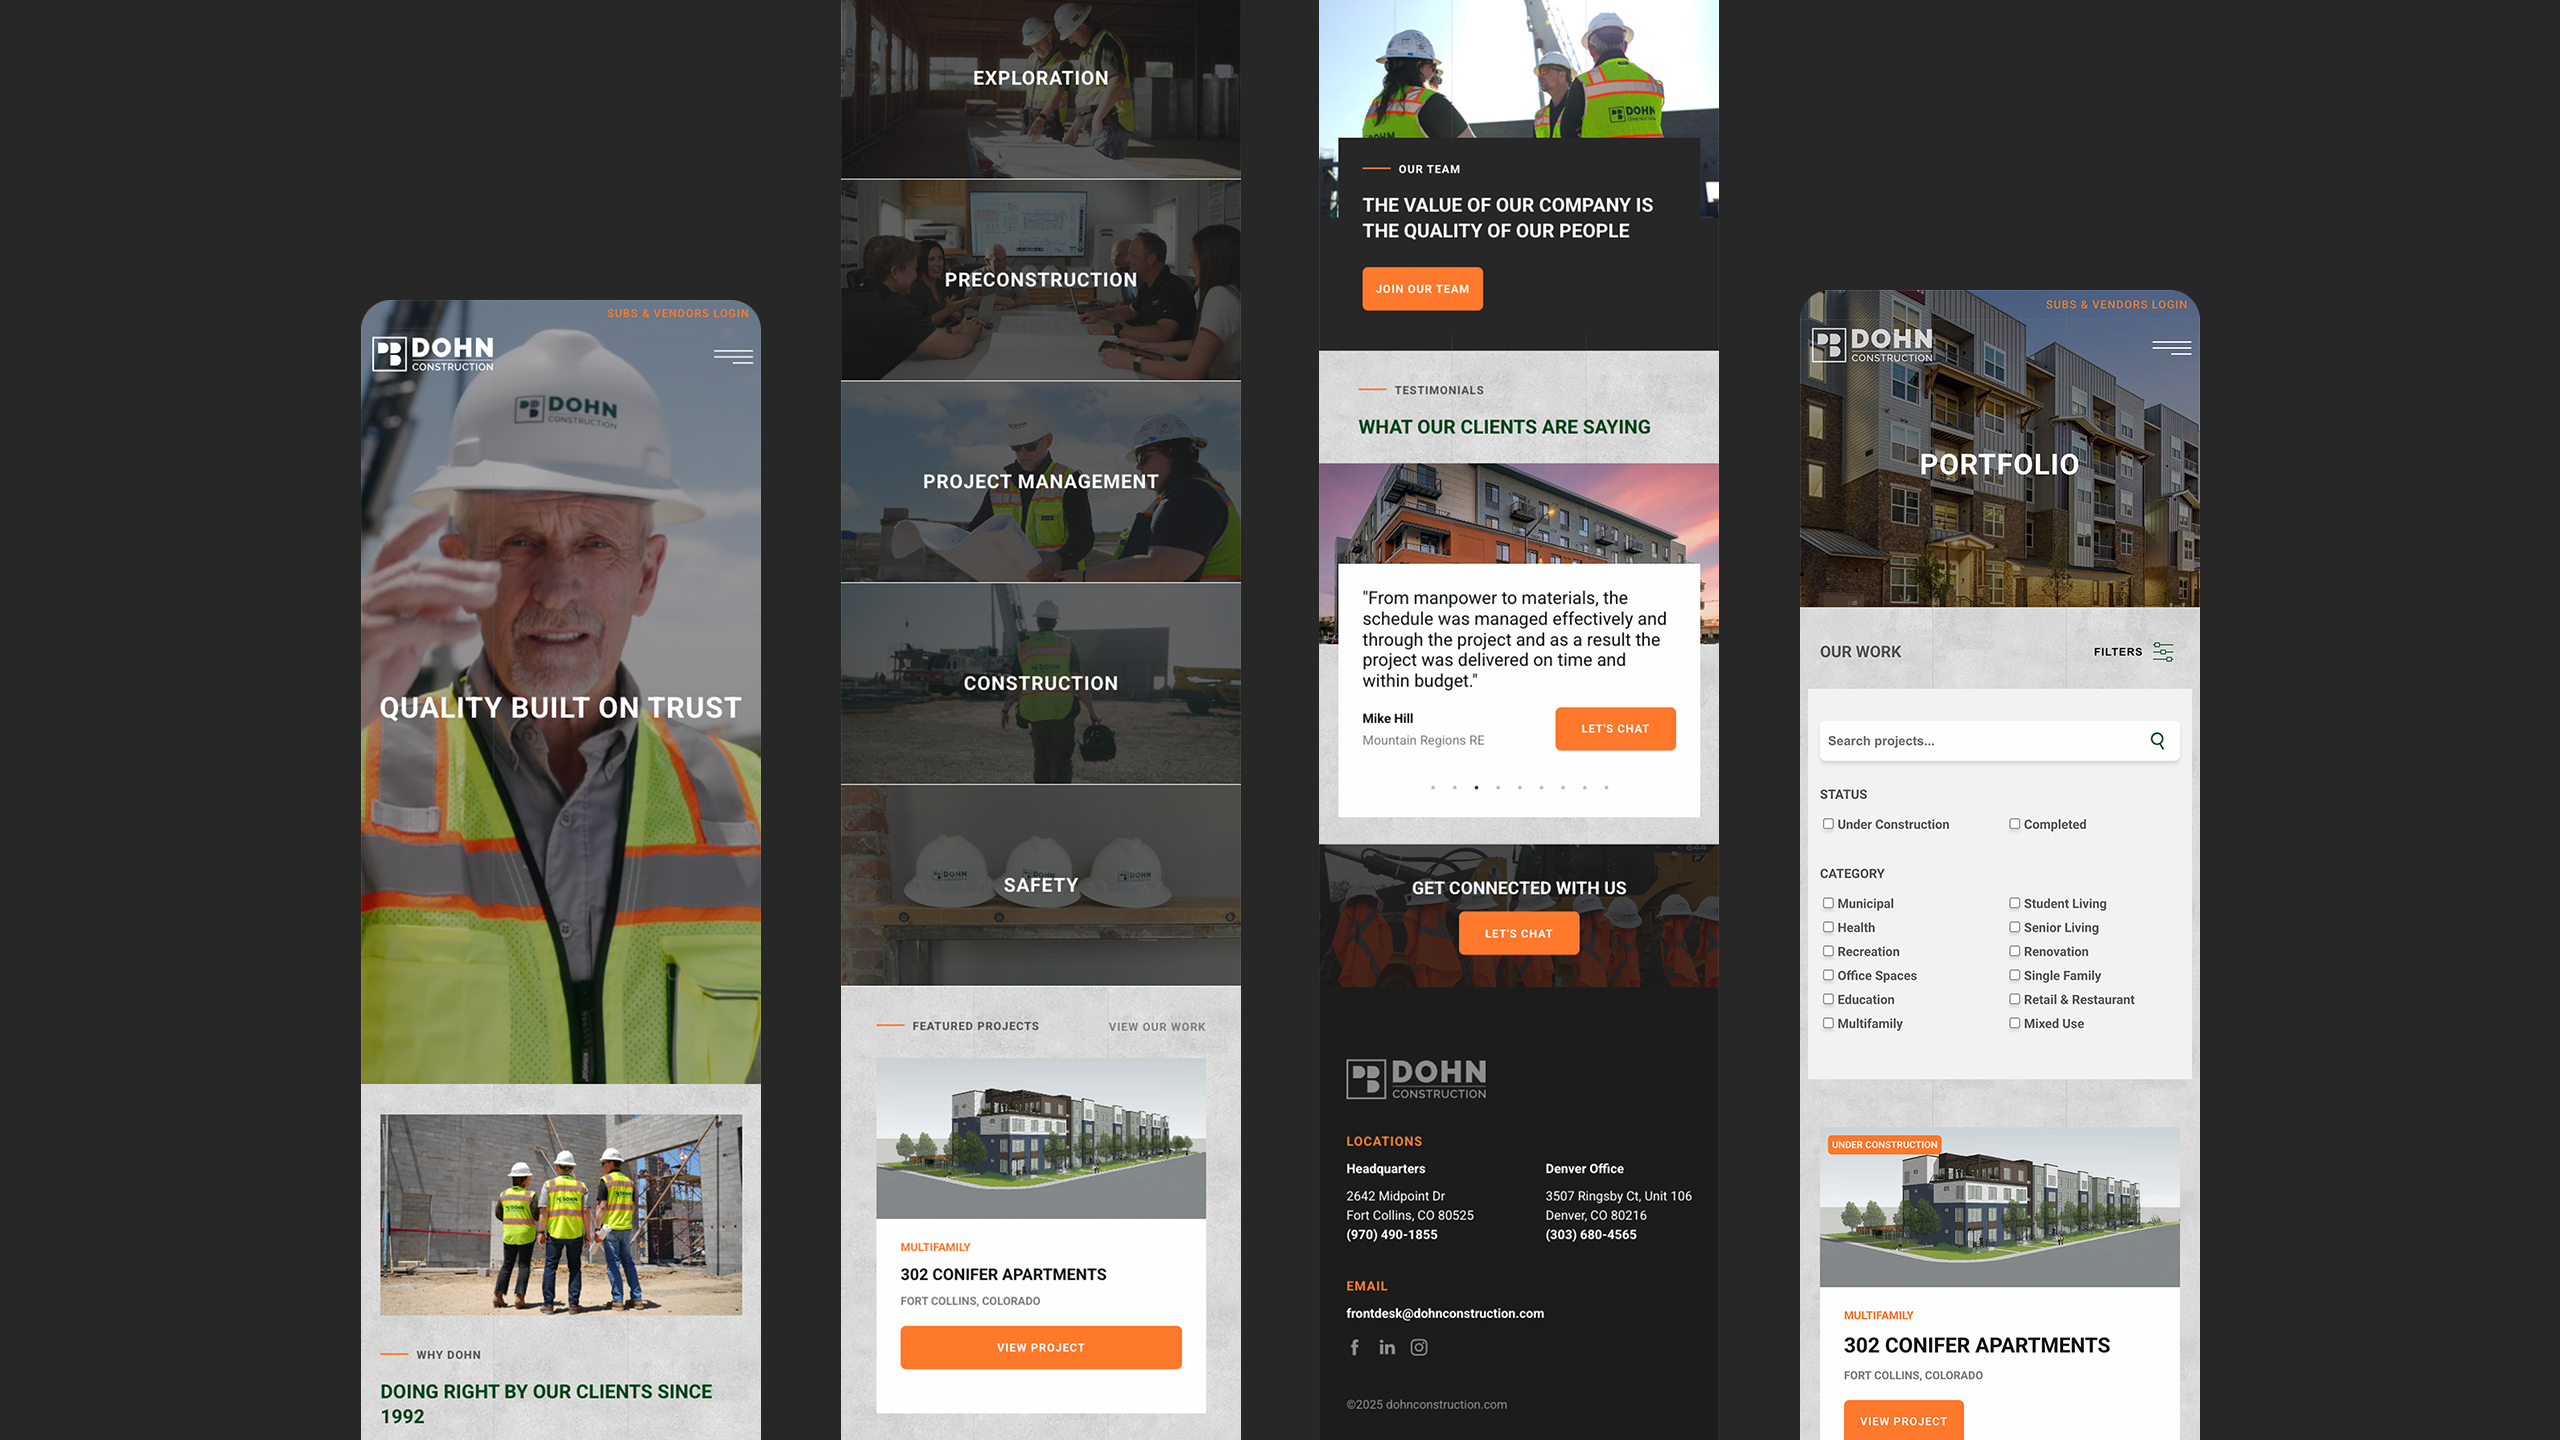 SUBS & VENDORS LOGIN
DOHN
CONSTRUCTION
DOHN
CONSTRUCTION
QUALITY BUILT ON TRUST
WHY DOHN
DOING RIGHT BY OUR CLIENTS SINCE
1992
EXPLORATION
PRECONSTRUCTION
PROJECT MANAGEMENT
CONSTRUCTION
SAFETY
FEATURED PROJECTS
VIEW OUR WORK
MULTIFAMILY
302 CONIFER APARTMENTS
FORT COLLINS, COLORADO
VIEW PROJECT
DOHN
DOHN
OUR TEAM
THE VALUE OF OUR COMPANY IS
THE QUALITY OF OUR PEOPLE
JOIN OUR TEAM
TESTIMONIALS
WHAT OUR CLIENTS ARE SAYING
"From manpower to materials, the
schedule was managed effectively and
through the project and as a result the
project was delivered on time and
within budget."
Mike Hill
Mountain Regions RE
LET'S CHAT
GET CONNECTED WITH US
LET'S CHAT
DOHN
CONSTRUCTION
LOCATIONS
Headquarters
2642 Midpoint Dr
Fort Collins, CO 80525
(970) 490-1855
Denver Office
3507 Ringsby Ct, Unit 106
Denver, CO 80216
(303) 680-4565
EMAIL
frontdesk@dohnconstruction.com
©2025 dohnconstruction.com
SUBS & VENDORS LOGIN
DOHN
CONSTRUCTION
PORTFOLIO
OUR WORK
FILTERS
Search projects...
STATUS
Under Construction
Completed
CATEGORY
Municipal
Student Living
Health
Senior Living
Recreation
Renovation
Office Spaces
Single Family
Education
Retail & Restaurant
Multifamily
Mixed Use
UNDER CONSTRUCTION
MULTIFAMILY
302 CONIFER APARTMENTS
FORT COLLINS, COLORADO
VIEW PROJECT